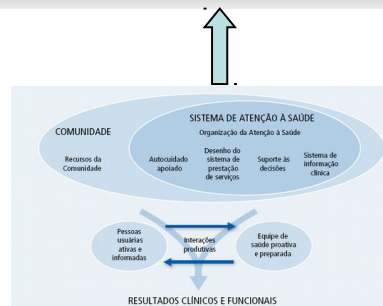 SISTEMA DE ATENÇÃO À SAÚDE
COMUNIDADE
Organização da Atenção à Saúde
Recursos da
Comunidade
Autocuidado
apoiado
Desenho do
sistema de
prestação
de serviços
Suporte às
decisões
Sistema de
informação
clínica
Pessoas
usuárias
ativas e
informadas
Interações
produtivas
Equipe de
saúde proativa
e preparada
RESULTADOS CLÍNICOS E FUNCIONAIS